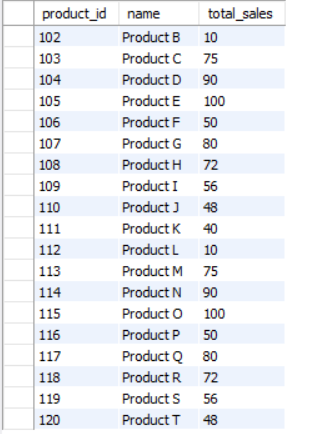 product_id name total_sales
102 Product B 10
103 Product C 75
104 Product D 90
105 Product E 100
106 Product F 50
107 Product G 80
108 Product H 72
109 Product I 56
110 Product J 48
111 Product K 40
112 Product L 10
113 Product M 75
114 Product N 90
115 Product O 100
116 Product P 50
117 Product Q 80
118 Product R 72
119 Product S 56
120 Product T 48